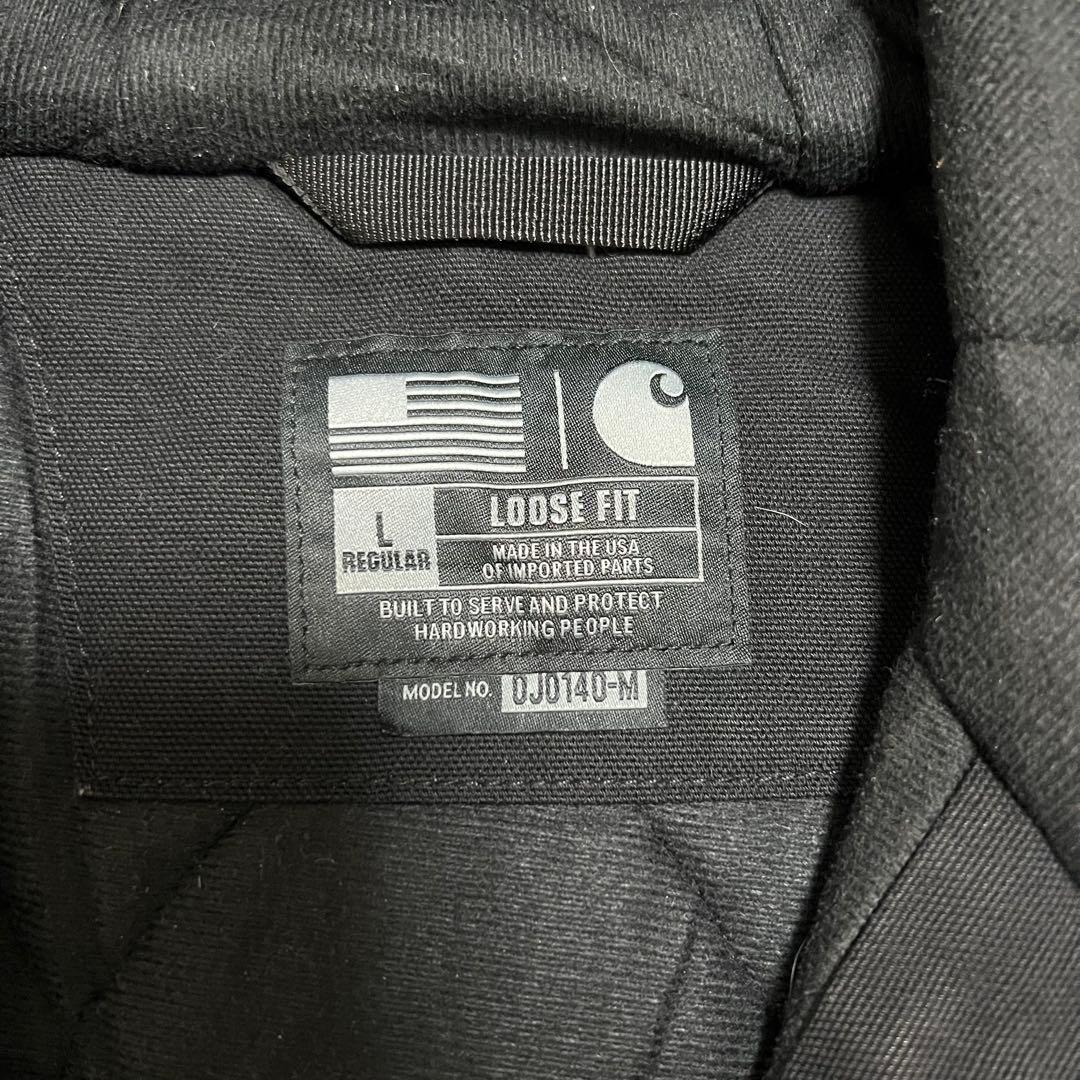 L
REGULAR
LOOSE FIT
MADE IN THE USA
OF IMPORTED PARTS
BUILT TO SERVE AND PROTECT
HARDWORKING PEOPLE
MODEL NO. 0J0140-M